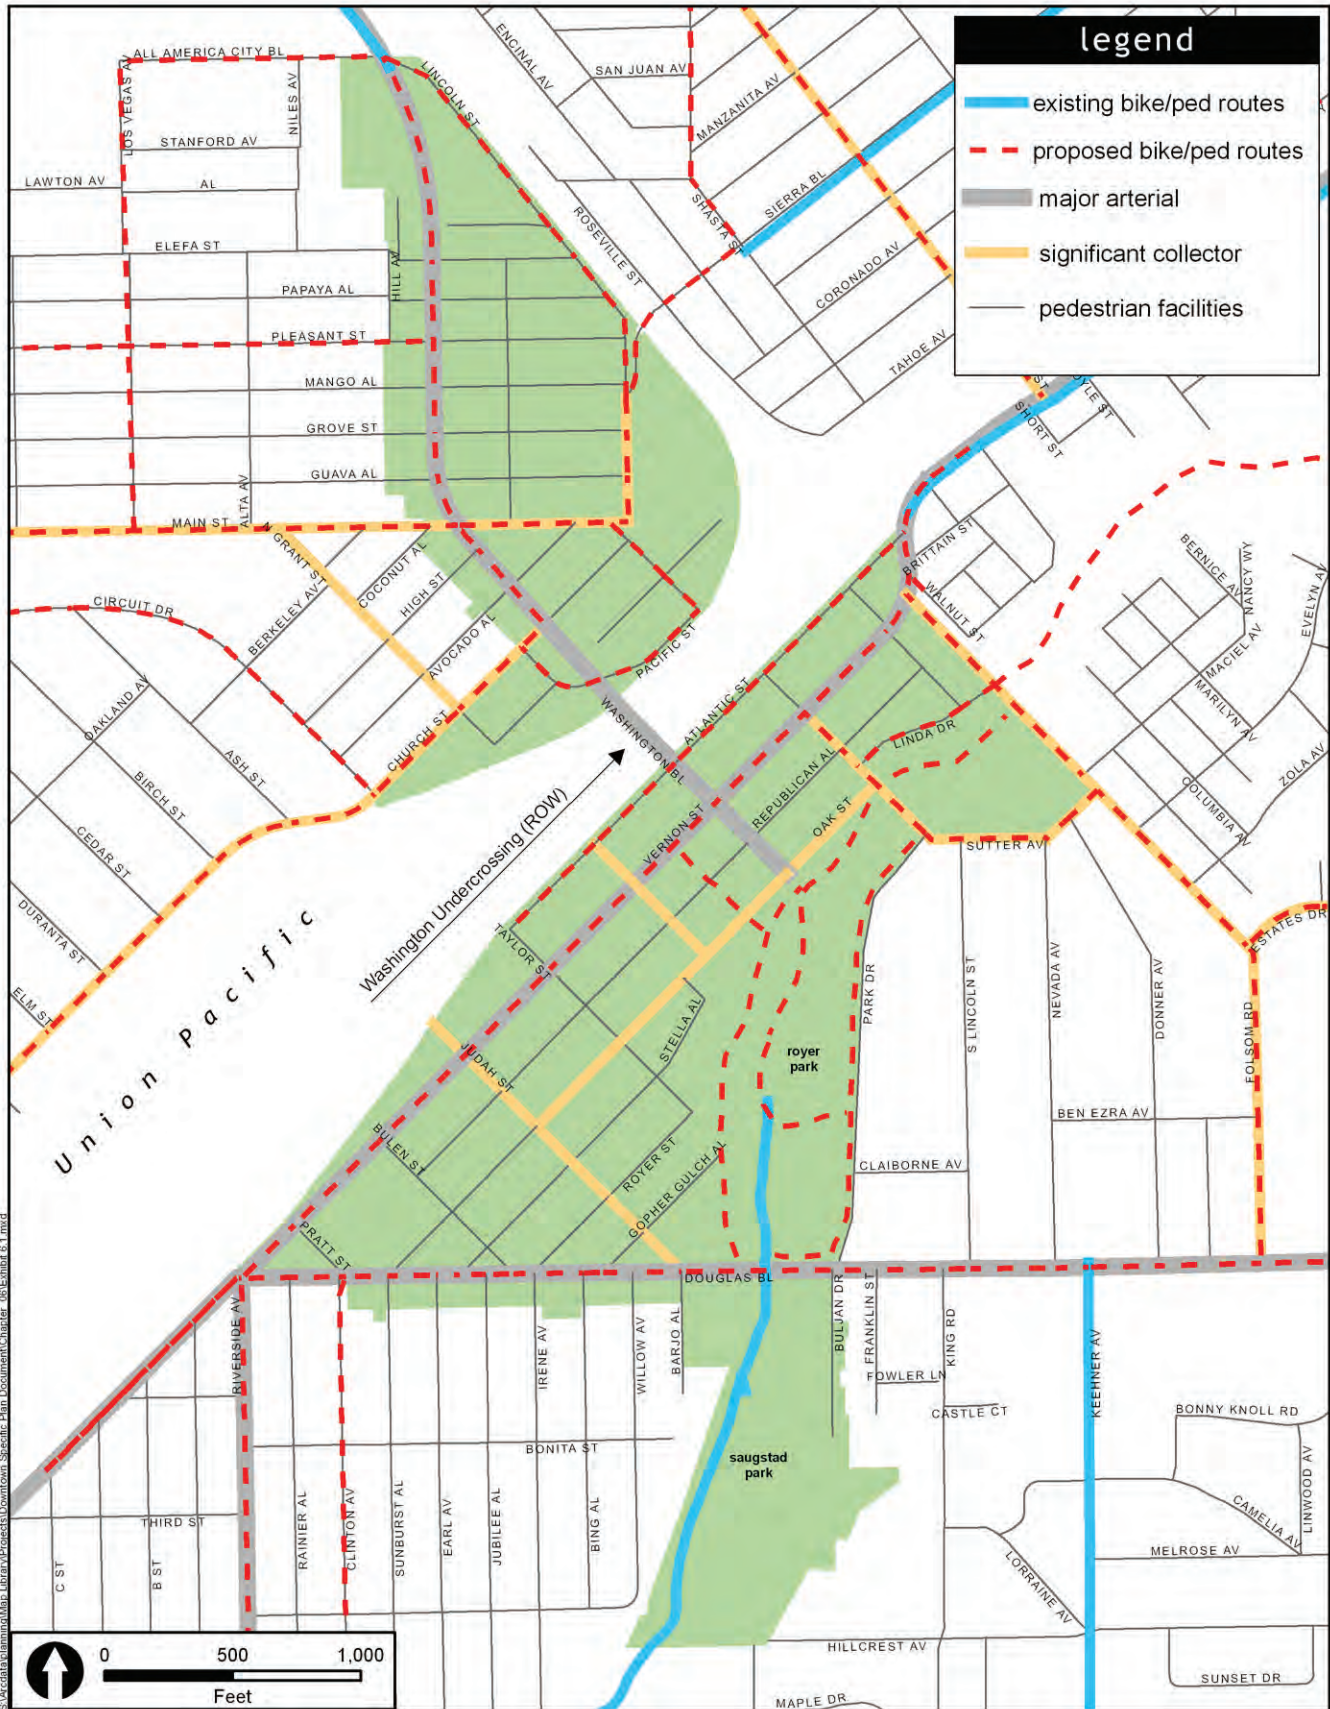 legend
existing bike/ped routes
proposed bike/ped routes
major arterial
significant collector
pedestrian facilities
ALL AMERICA CITY BL
LOS VEGAS AV
NILES AV
STANFORD AV
LAWTON AV
AL
ELEFA ST
HILL AV
PAPAYA AL
PLEASANT ST
MANGO AL
GROVE ST
GUAVA AL
ALTA AV
MAIN ST
LINCOLN ST
ENCINAL AV
SAN JUAN AV
MANZANITA AV
SHASTA ST
SIERRA BL
ROSEVILLE ST
CORONADO AV
TAHOE AV
ST
SHORT ST
N GRANT ST
COCONUT AL
HIGH ST
BERKELEY AV
AVOCADO AL
CIRCUIT DR
CHURCH ST
OAKLAND AV
ASH ST
BIRCH ST
CEDAR ST
DURANTA ST
ELM ST
PACIFIC ST
WASHINGTON BL
ATLANTIC ST
BRITTAIN ST
WALNUT ST
BERNICE AV
NANCY WY
EVELYN AV
MACIEL AV
MARILYN AV
ZOLA AV
COLUMBIA AV
LINDA DR
REPUBLICAN AL
OAK ST
VERNON ST
SUTTER AV
ESTATES DR
Washington Undercrossing (ROW)
Union Pacific
TAYLOR ST
JUDAH ST
STELLA AL
BULEN ST
ROYER ST
GOPHER GULCH AL
PRATT ST
royer
park
PARK DR
S LINCOLN ST
NEVADA AV
DONNER AV
FOLSOM RD
BEN EZRA AV
CLAIBORNE AV
DOUGLAS BL
RIVERSIDE AV
IRENE AV
WILLOW AV
BARJO AL
BULJAN DR
FRANKLIN ST
KING RD
FOWLER LN
CASTLE CT
KEEHNER AV
BONNY KNOLL RD
LINWOOD AV
CAMELIA AV
MELROSE AV
LORRAINE AV
BONITA ST
saugstad
park
THIRD ST
C ST
B ST
RAINIER AL
CLINTON AV
SUNBURST AL
EARL AV
JUBILEE AL
BING AL
HILLCREST AV
MAPLE DR
SUNSET DR
0 500 1,000
Feet